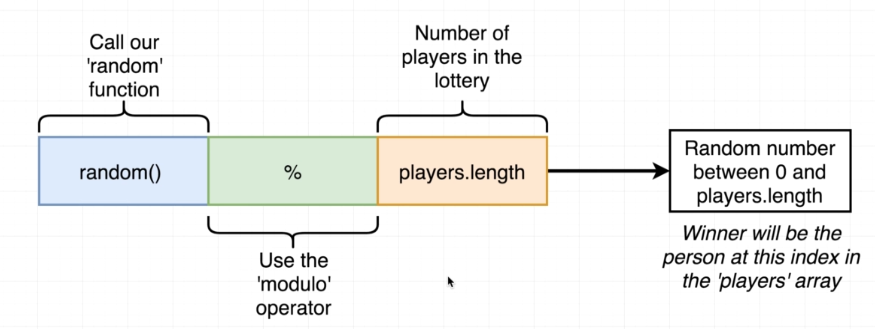 Call our
'random'
function
Number of
players in the
lottery
random()
%
players.length
Use the
'modulo'
operator
Random number
between 0 and
players.length
Winner will be the
person at this index in
the 'players' array